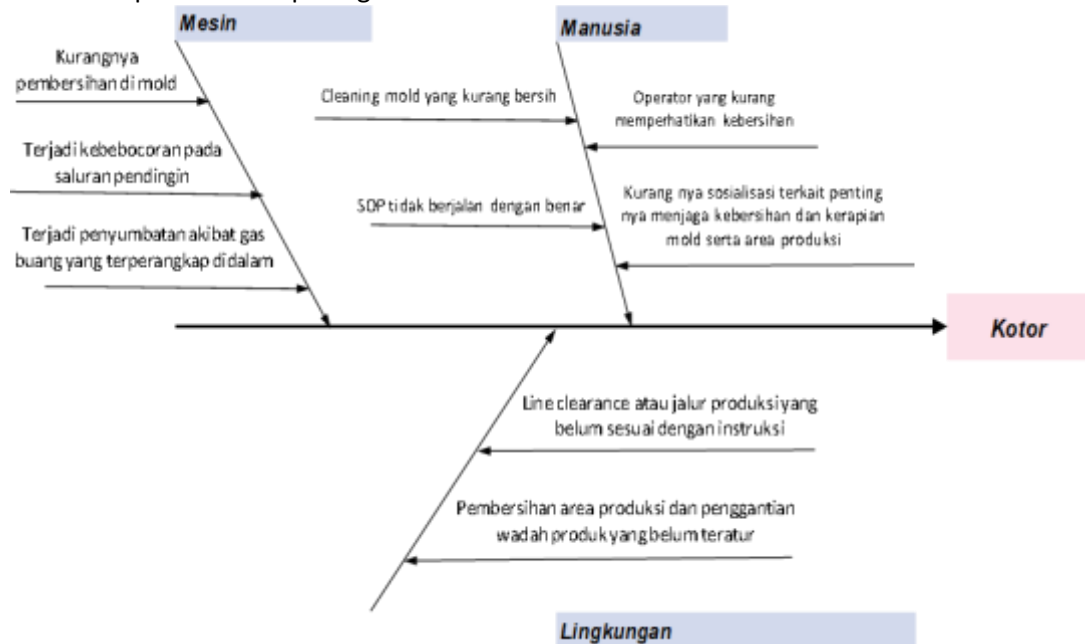 Mesin
Manusia
Kurangnya
pembersihan di mold
Cleaning mold yang kurang bersih
Operator yang kurang
memperhatikan kebersihan
Terjadi kebebocoran pada
saluran pendingin
SOP tidak berjalan dengan benar
Kurang nya sosialisasi terkait penting
nya menjaga kebersihan dan kerapian
mold serta area produksi
Terjadi penyumbatan akibat gas
buang yang terperangkap didalam
Kotor
Line clearance atau jalur produksi yang
belum sesuai dengan instruksi
Pembersihan area produksi dan penggantian
wadah produk yang belum teratur
Lingkungan